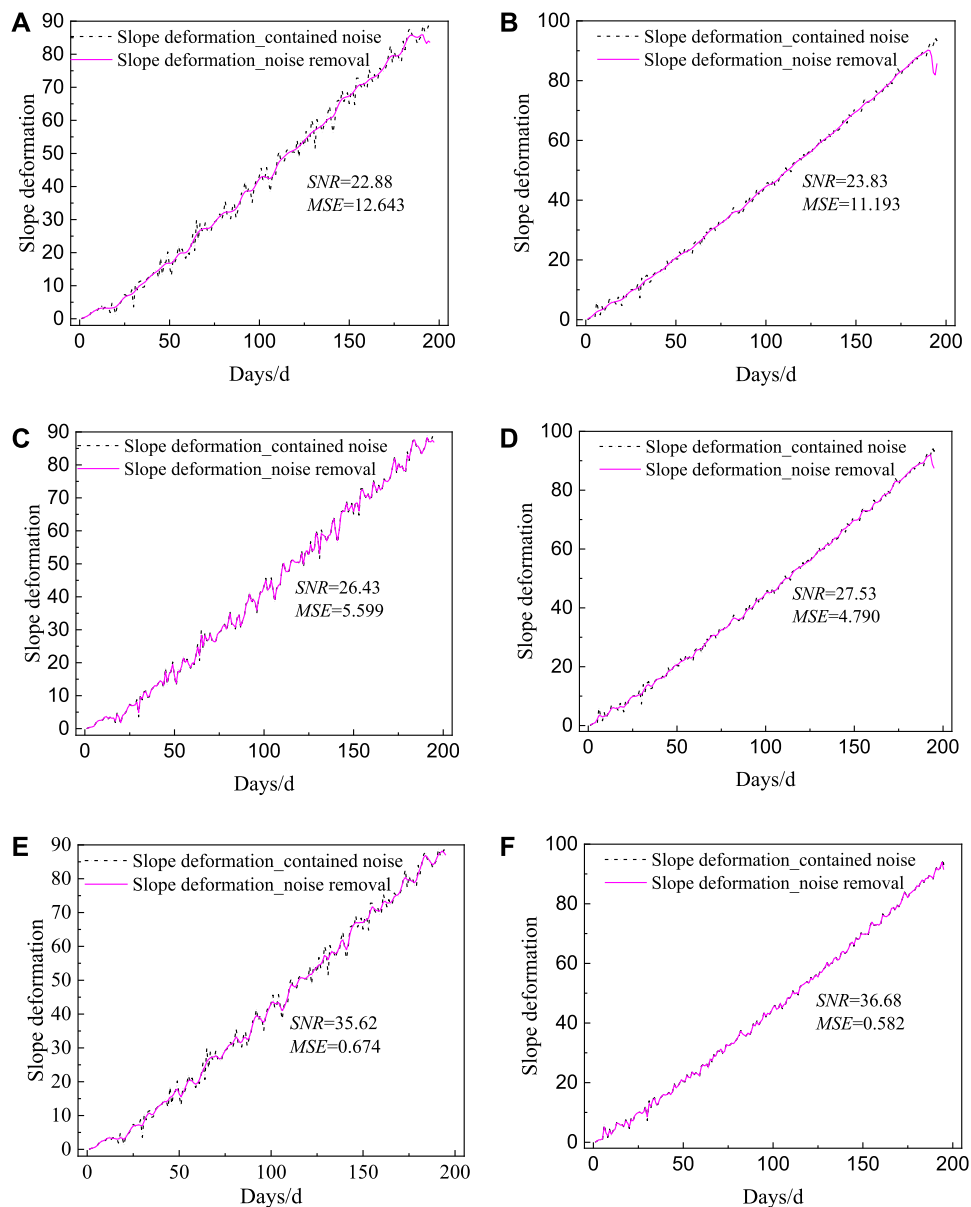 A
90
80
70
60
50
40
30
20
10
0
Slope deformation
Slope deformation_contained noise
Slope deformation_noise removal
SNR=22.88
MSE=12.643
0 50 100 150 200
Days/d
B
100
80
60
40
20
0
Slope deformation
Slope deformation_contained noise
Slope deformation_noise removal
SNR=23.83
MSE=11.193
0 50 100 150 200
Days/d
C
90
80
70
60
50
40
30
20
10
0
Slope deformation
Slope deformation_contained noise
Slope deformation_noise removal
SNR=26.43
MSE=5.599
0 50 100 150 200
Days/d
D
100
80
60
40
20
0
Slope deformation
Slope deformation_contained noise
Slope deformation_noise removal
SNR=27.53
MSE=4.790
0 50 100 150 200
Days/d
E
90
80
70
60
50
40
30
20
10
0
Slope deformation
Slope deformation_contained noise
Slope deformation_noise removal
SNR=35.62
MSE=0.674
0 50 100 150 200
Days/d
F
100
80
60
40
20
0
Slope deformation
Slope deformation_contained noise
Slope deformation_noise removal
SNR=36.68
MSE=0.582
0 50 100 150 200
Days/d